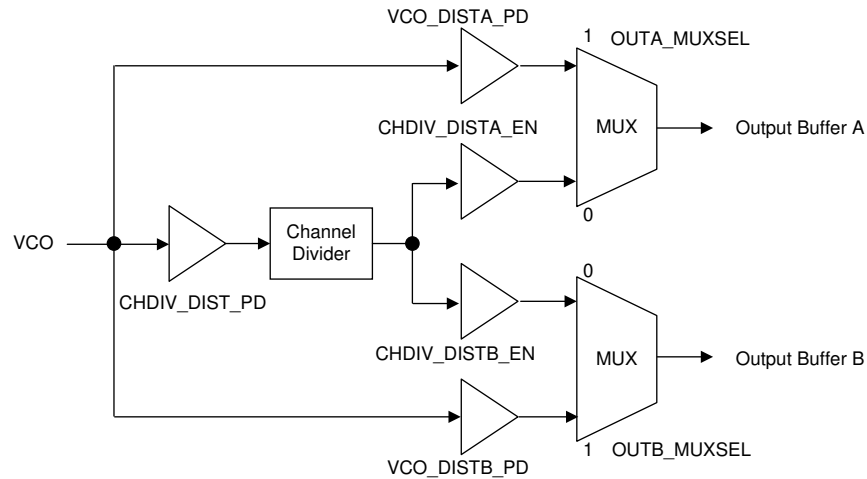 VCO_DISTA_PD
1 OUTA_MUXSEL
MUX
Output Buffer A
CHDIV_DISTA_EN
0
VCO
Channel
Divider
CHDIV_DIST_PD
0
CHDIV_DISTB_EN
MUX
Output Buffer B
VCO_DISTB_PD
1 OUTB_MUXSEL